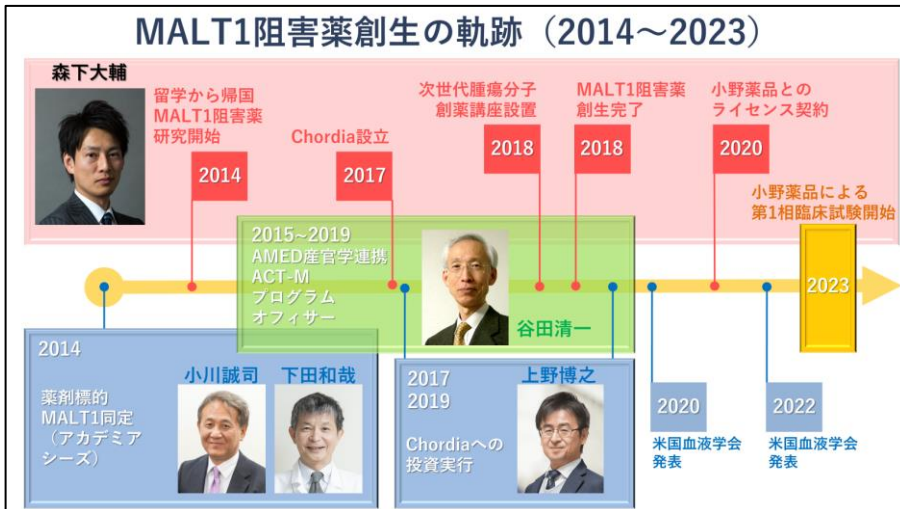 MALT1阻害薬創生の軌跡（2014～2023）
森下大輔
留学から帰国
MALT1阻害薬
研究開始
2014
Chordia設立
2017
次世代腫瘍分子
創薬講座設置
2018
MALT1阻害薬
創生完了
2018
小野薬品との
ライセンス契約
2020
小野薬品による
第1相臨床試験開始
2023
2015~2019
AMED産官学連携
ACT-M
プログラム
オフィサー
谷田清一
2014
薬剤標的
MALT1同定
（アカデミア
シーズ）
小川誠司
下田和哉
2017
2019
Chordiaへの
投資実行
上野博之
2020
米国血液学会
発表
2022
米国血液学会
発表